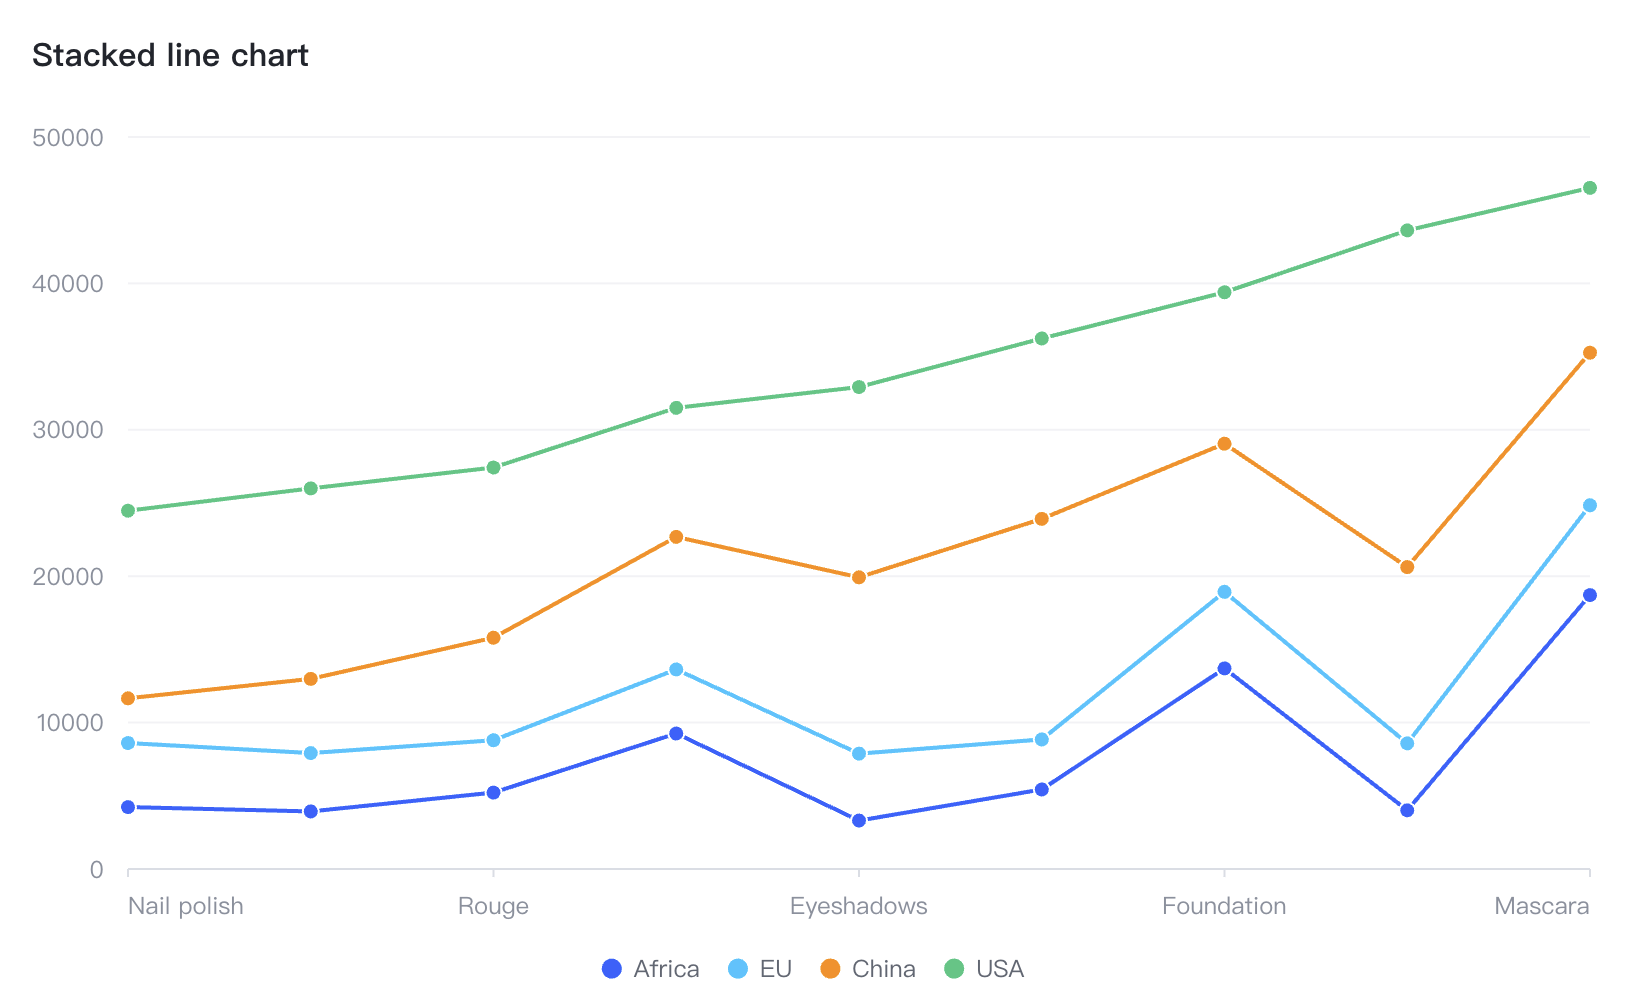 Stacked line chart
50000
40000
30000
20000
10000
0
Nail polish Rouge Eyeshadows Foundation Mascara
Africa EU China USA